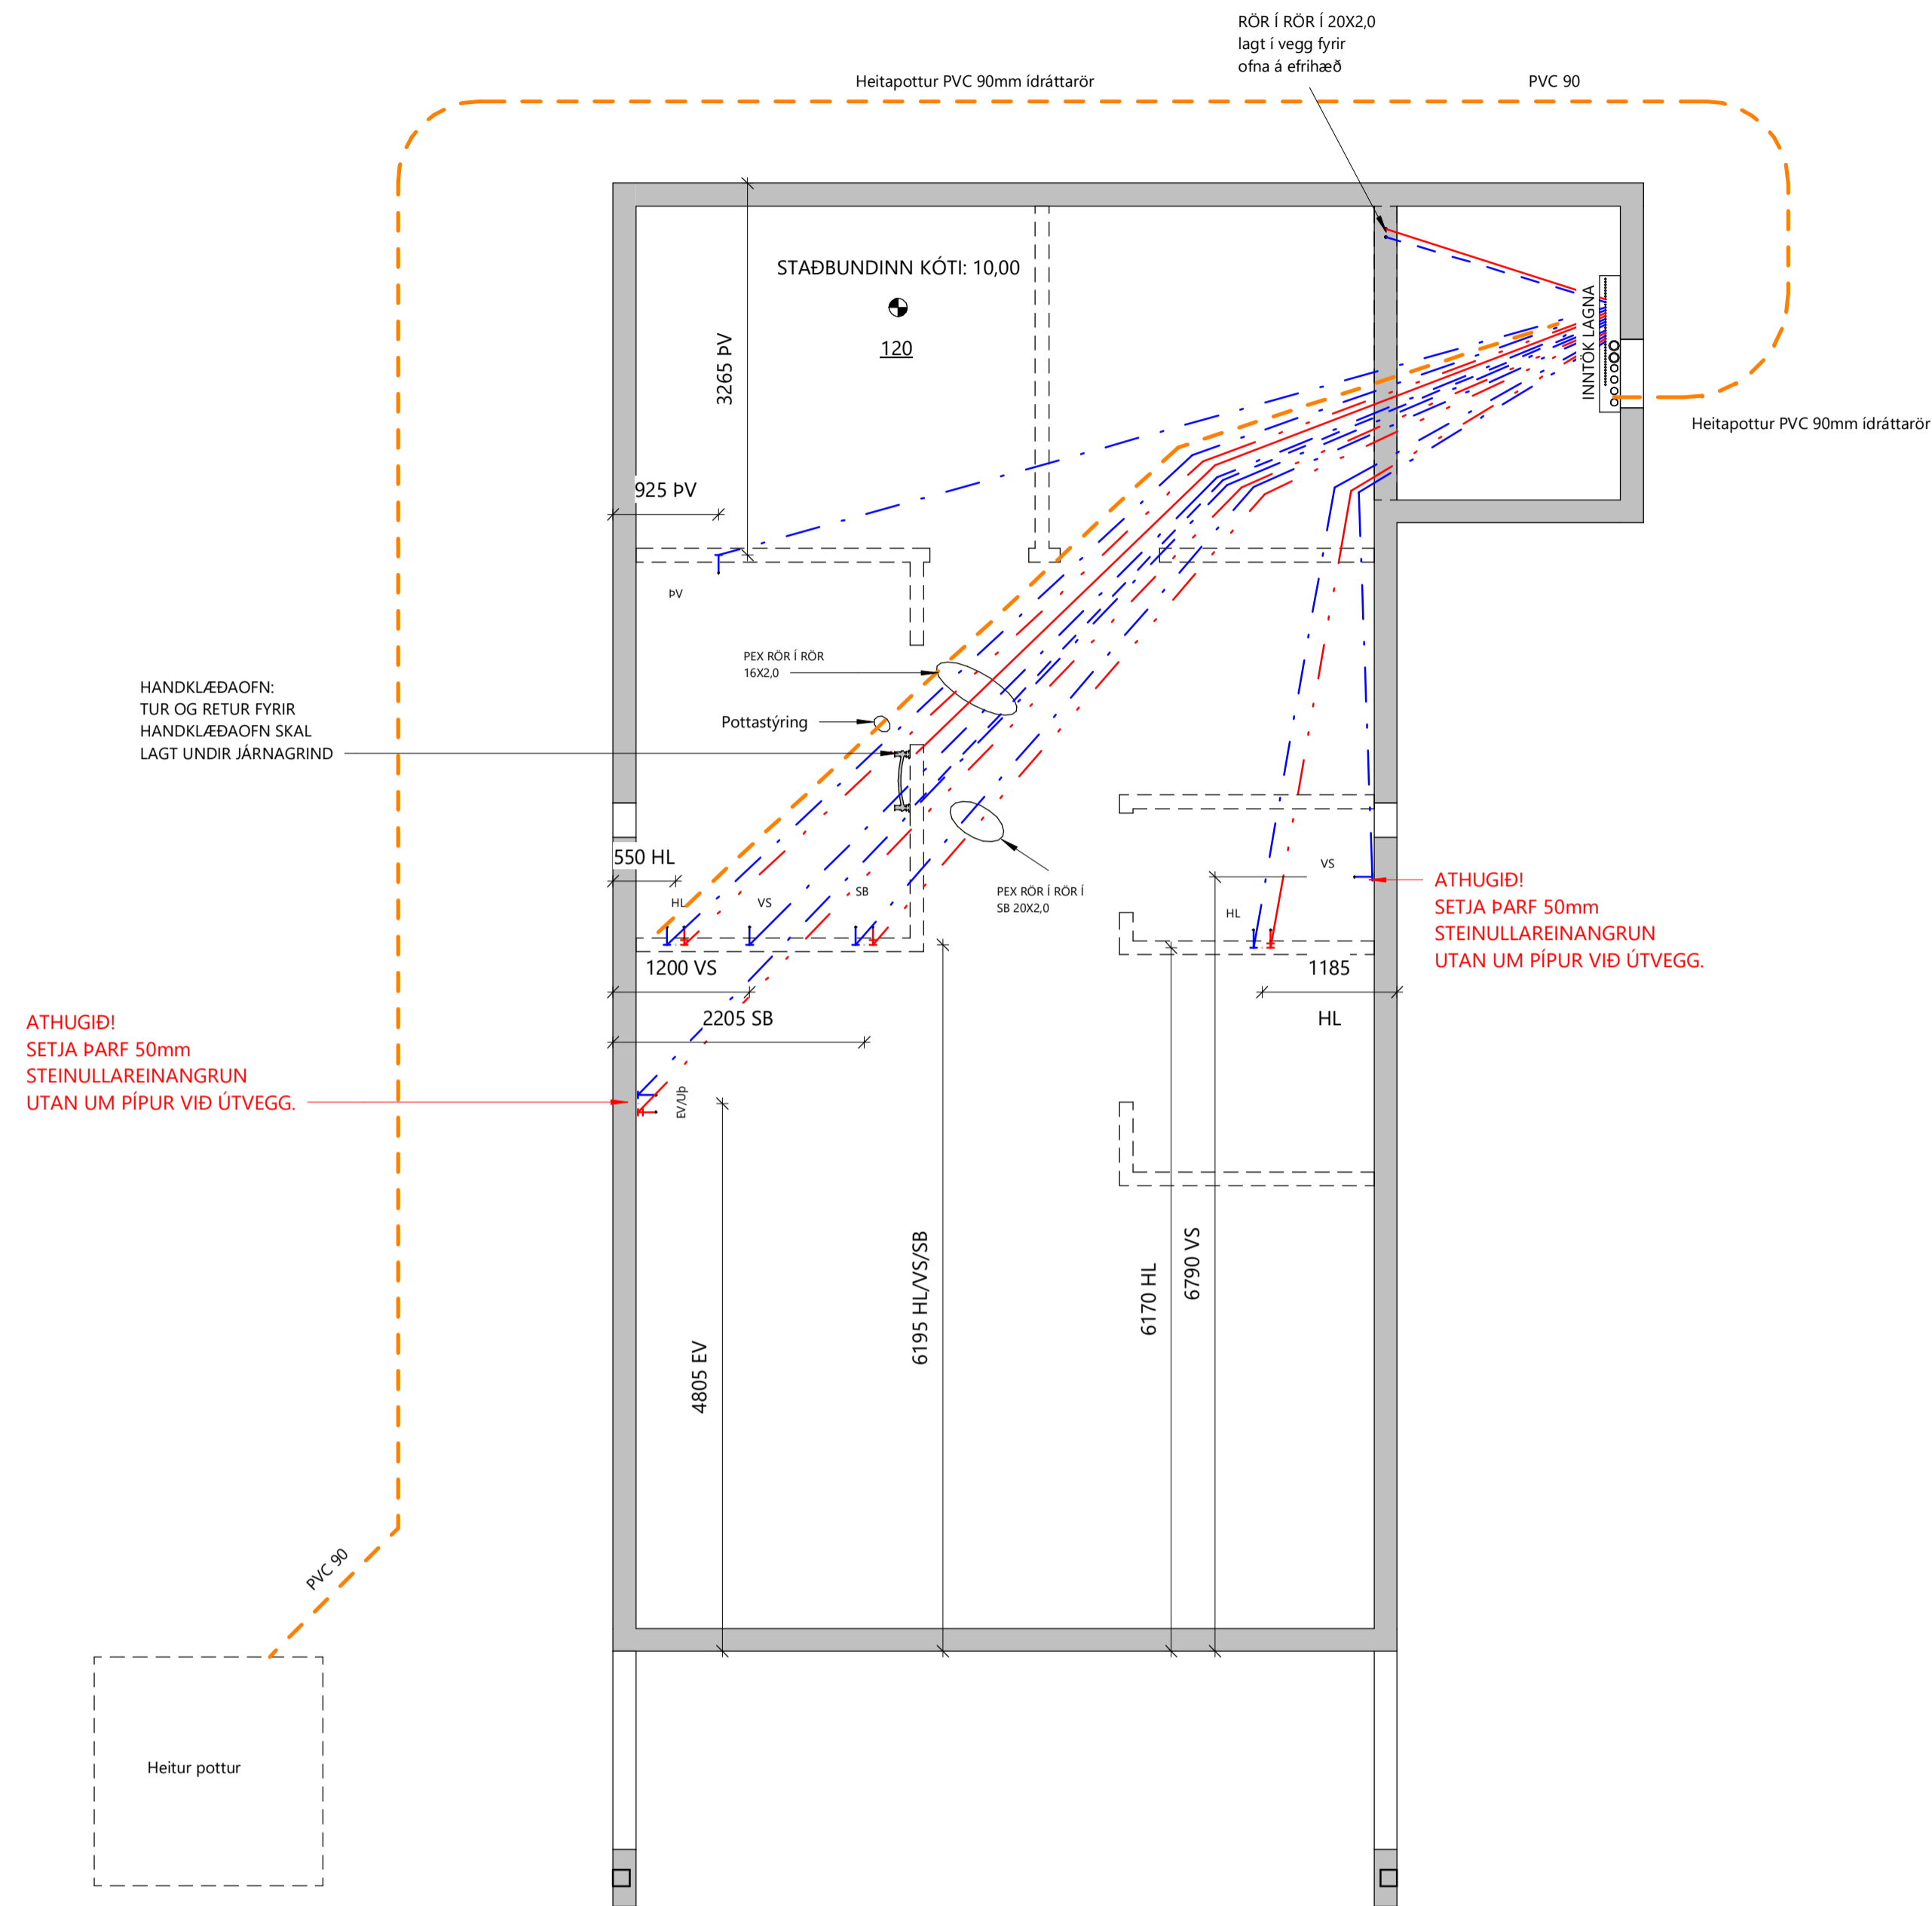 RÖR Í RÖR Í 20X2,0
lagt í vegg fyrir
ofna á efrihæð
Heitapottur PVC 90mm ídráttarör
PVC 90
STAÐBUNDINN KÓTI: 10,00
120
3265 ÞV
INNTÖK LAGNA
Heitapottur PVC 90mm ídráttarör
925 ÞV
ÞV
PEX RÖR Í RÖR
16X2,0
HANDKLÆÐAOFN:
TUR OG RETUR FYRIR
HANDKLÆÐAOFN SKAL
LAGT UNDIR JÁRNAGRIND
Pottastýring
550 HL
HL
VS
SB
PEX RÖR Í RÖR Í
SB 20X2,0
VS
HL
ATHUGIÐ!
SETJA ÞARF 50mm
STEINULLAREINANGRUN
UTAN UM PÍPUR VIÐ ÚTVEGG.
1200 VS
1185
HL
2205 SB
ATHUGIÐ!
SETJA ÞARF 50mm
STEINULLAREINANGRUN
UTAN UM PÍPUR VIÐ ÚTVEGG.
EV/Uþ
4805 EV
6195 HL/VS/SB
6170 HL
6790 VS
PVC 90
Heitur pottur